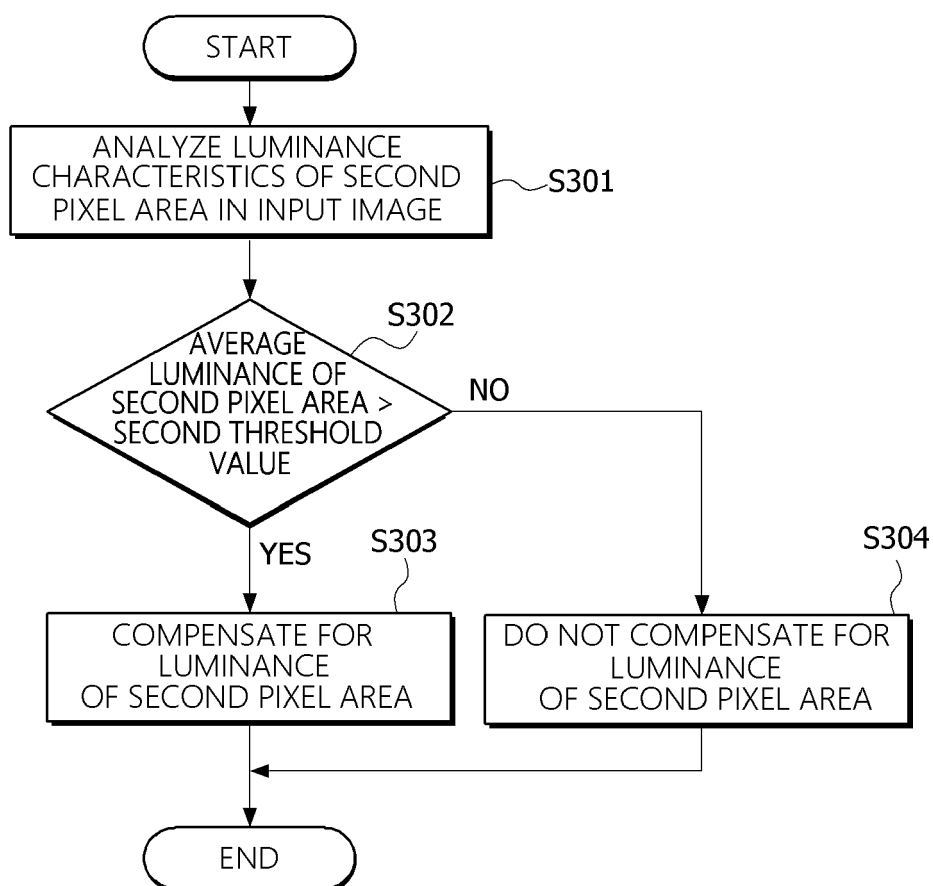 START
ANALYZE LUMINANCE
CHARACTERISTICS OF SECOND
PIXEL AREA IN INPUT IMAGE
S301
S302
AVERAGE
LUMINANCE OF
SECOND PIXEL AREA >
SECOND THRESHOLD
VALUE
NO
YES
S303
COMPENSATE FOR
LUMINANCE
OF SECOND PIXEL AREA
S304
DO NOT COMPENSATE FOR
LUMINANCE
OF SECOND PIXEL AREA
END